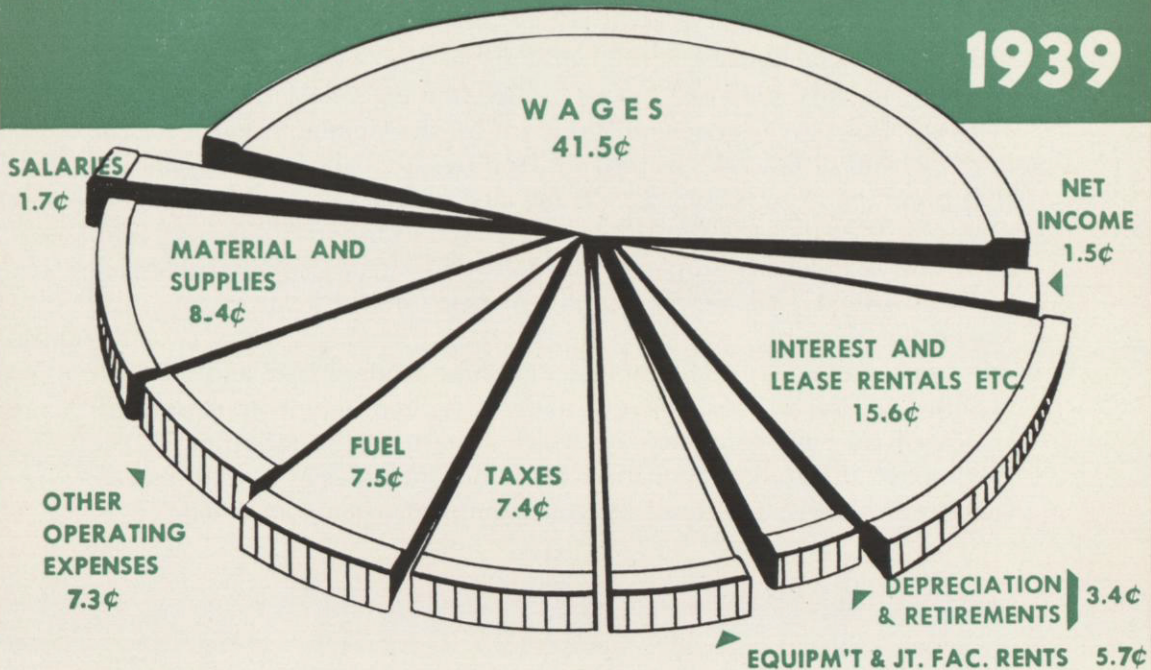 1939
WAGES
41.5¢
SALARIES
1.7¢
NET
INCOME
1.5¢
MATERIAL AND
SUPPLIES
8.4¢
INTEREST AND
LEASE RENTALS ETC.
15.6¢
FUEL
7.5¢
TAXES
7.4¢
OTHER
OPERATING
EXPENSES
7.3¢
DEPRECIATION
& RETIREMENTS
3.4¢
EQUIPM'T & JT. FAC. RENTS 5.7¢